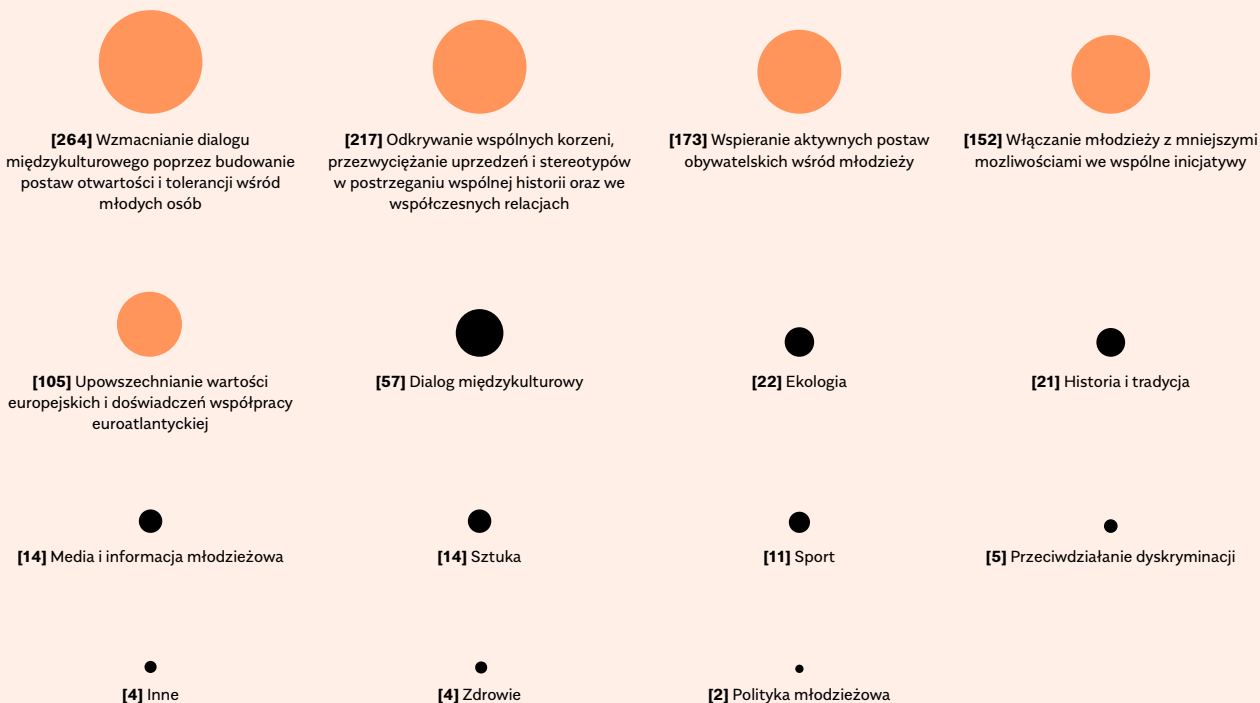 [264] Wzmacnianie dialogu
międzykulturowego poprzez budowanie
postaw otwartości i tolerancji wśród
młodych osób
[217] Odkrywanie wspólnych korzeni,
przezwyciężanie uprzedzeń i stereotypów
w postrzeganiu wspólnej historii oraz we
współczesnych relacjach
[173] Wspieranie aktywnych postaw
obywatelskich wśród młodzieży
[152] Włączanie młodzieży z mniejszymi
mozliwościami we wspólne inicjatywy
[105] Upowszechnianie wartości
europejskich i doświadczeń współpracy
euroatlantyckiej
[57] Dialog międzykulturowy
[22] Ekologia
[21] Historia i tradycja
[14] Media i informacja młodzieżowa
[14] Sztuka
[11] Sport
[5] Przeciwdziałanie dyskryminacji
[4] Inne
[4] Zdrowie
[2] Polityka młodzieżowa